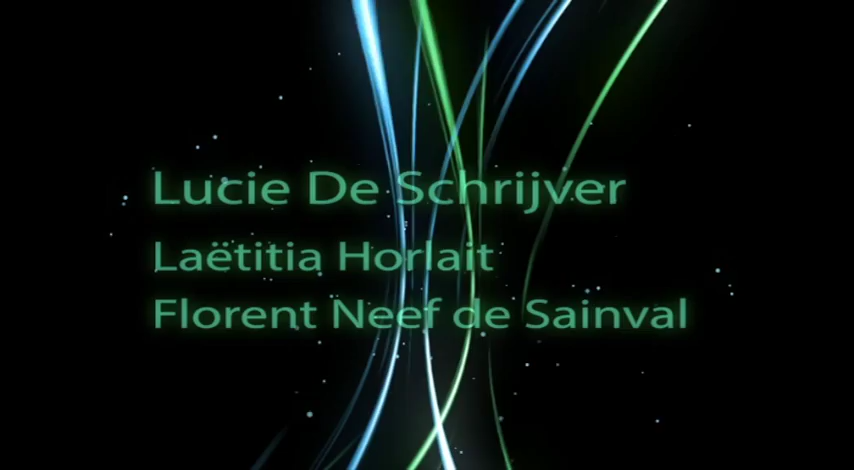 Lucie De Schrijver
Laëtitia Horlait
Florent Neef de Sainval